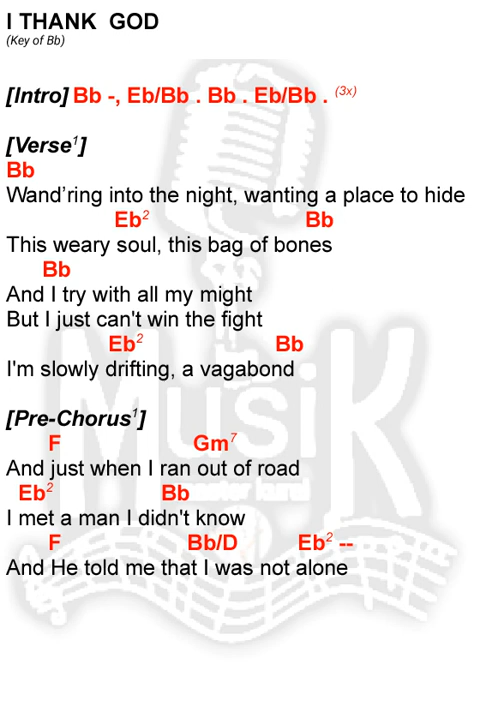 I THANK  GOD
(Key of Bb)
[Intro] Bb -, Eb/Bb . Bb . Eb/Bb . (3x)
[Verse1]
Bb
Wand’ring into the night, wanting a place to hide
Eb2 Bb
This weary soul, this bag of bones
Bb
And I try with all my might
But I just can't win the fight
Eb2 Bb
I'm slowly drifting, a vagabond
[Pre-Chorus1]
F Gm7
And just when I ran out of road
Eb2 Bb
I met a man I didn't know
F Bb/D Eb2 --
And He told me that I was not alone
MusiK